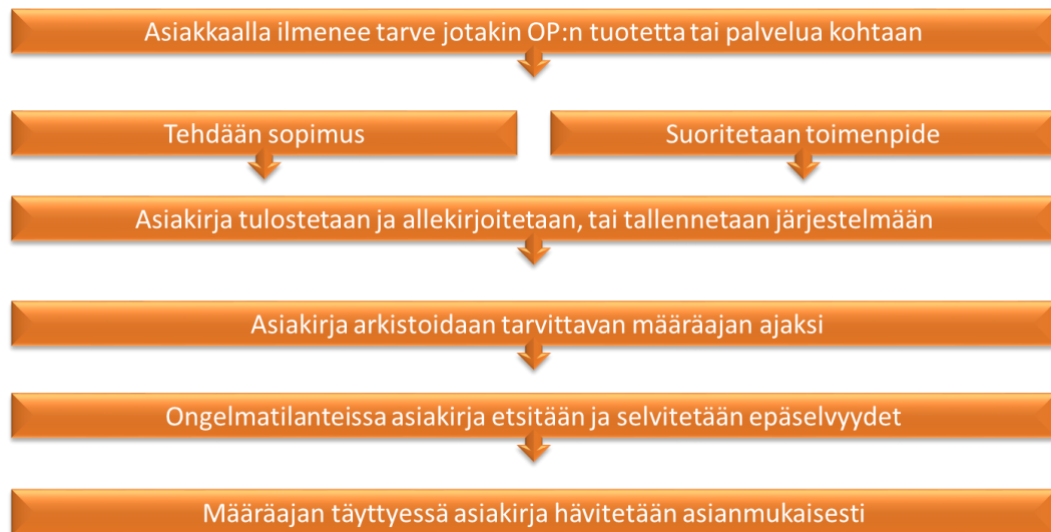 Asiakkaalla ilmenee tarve jotakin OP:n tuotetta tai palvelua kohtaan
Tehdään sopimus
Suoritetaan toimenpide
Asiakirja tulostetaan ja allekirjoitetaan, tai tallennetaan järjestelmään
Asiakirja arkistoidaan tarvittavan määräajan ajaksi
Ongelmatilanteissa asiakirja etsitään ja selvitetään epäselvyydet
Määräajan täyttyessä asiakirja hävitetään asianmukaisesti